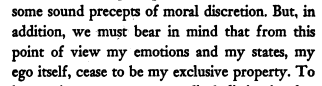 some sound precepts of moral discretion. But, in
addition, we must bear in mind that from this
point of view my emotions and my states, my
ego itself, cease to be my exclusive property. To